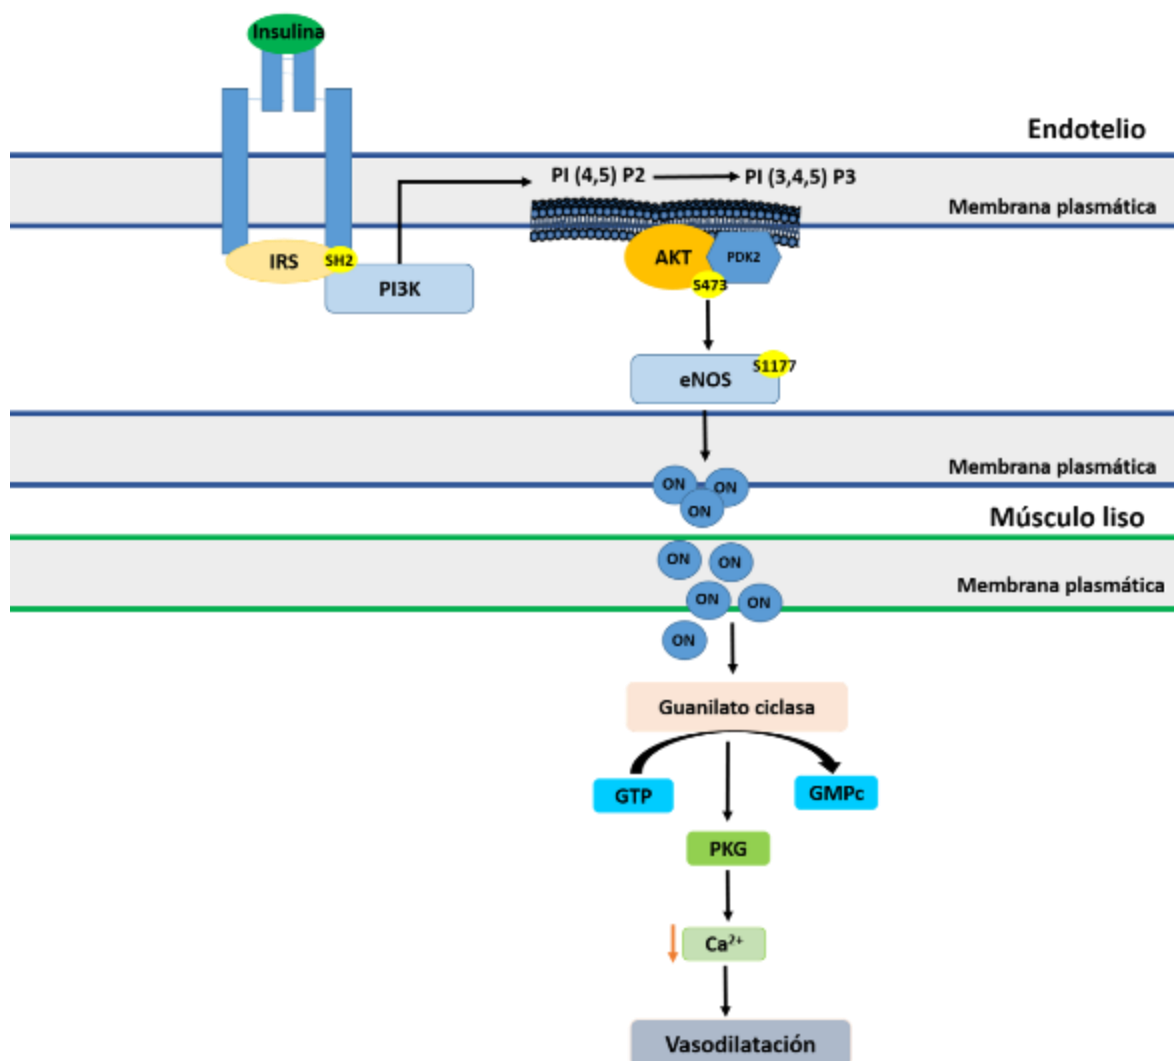 Insulina
Endotelio
PI (4,5) P2
PI (3,4,5) P3
Membrana plasmática
IRS
SH2
PI3K
AKT
PDK2
S473
eNOS
S1177
Membrana plasmática
ON
ON
ON
Músculo liso
ON
ON
Membrana plasmática
ON
ON
ON
Guanilato ciclasa
GTP
GMPc
PKG
Ca²⁺
Vasodilatación